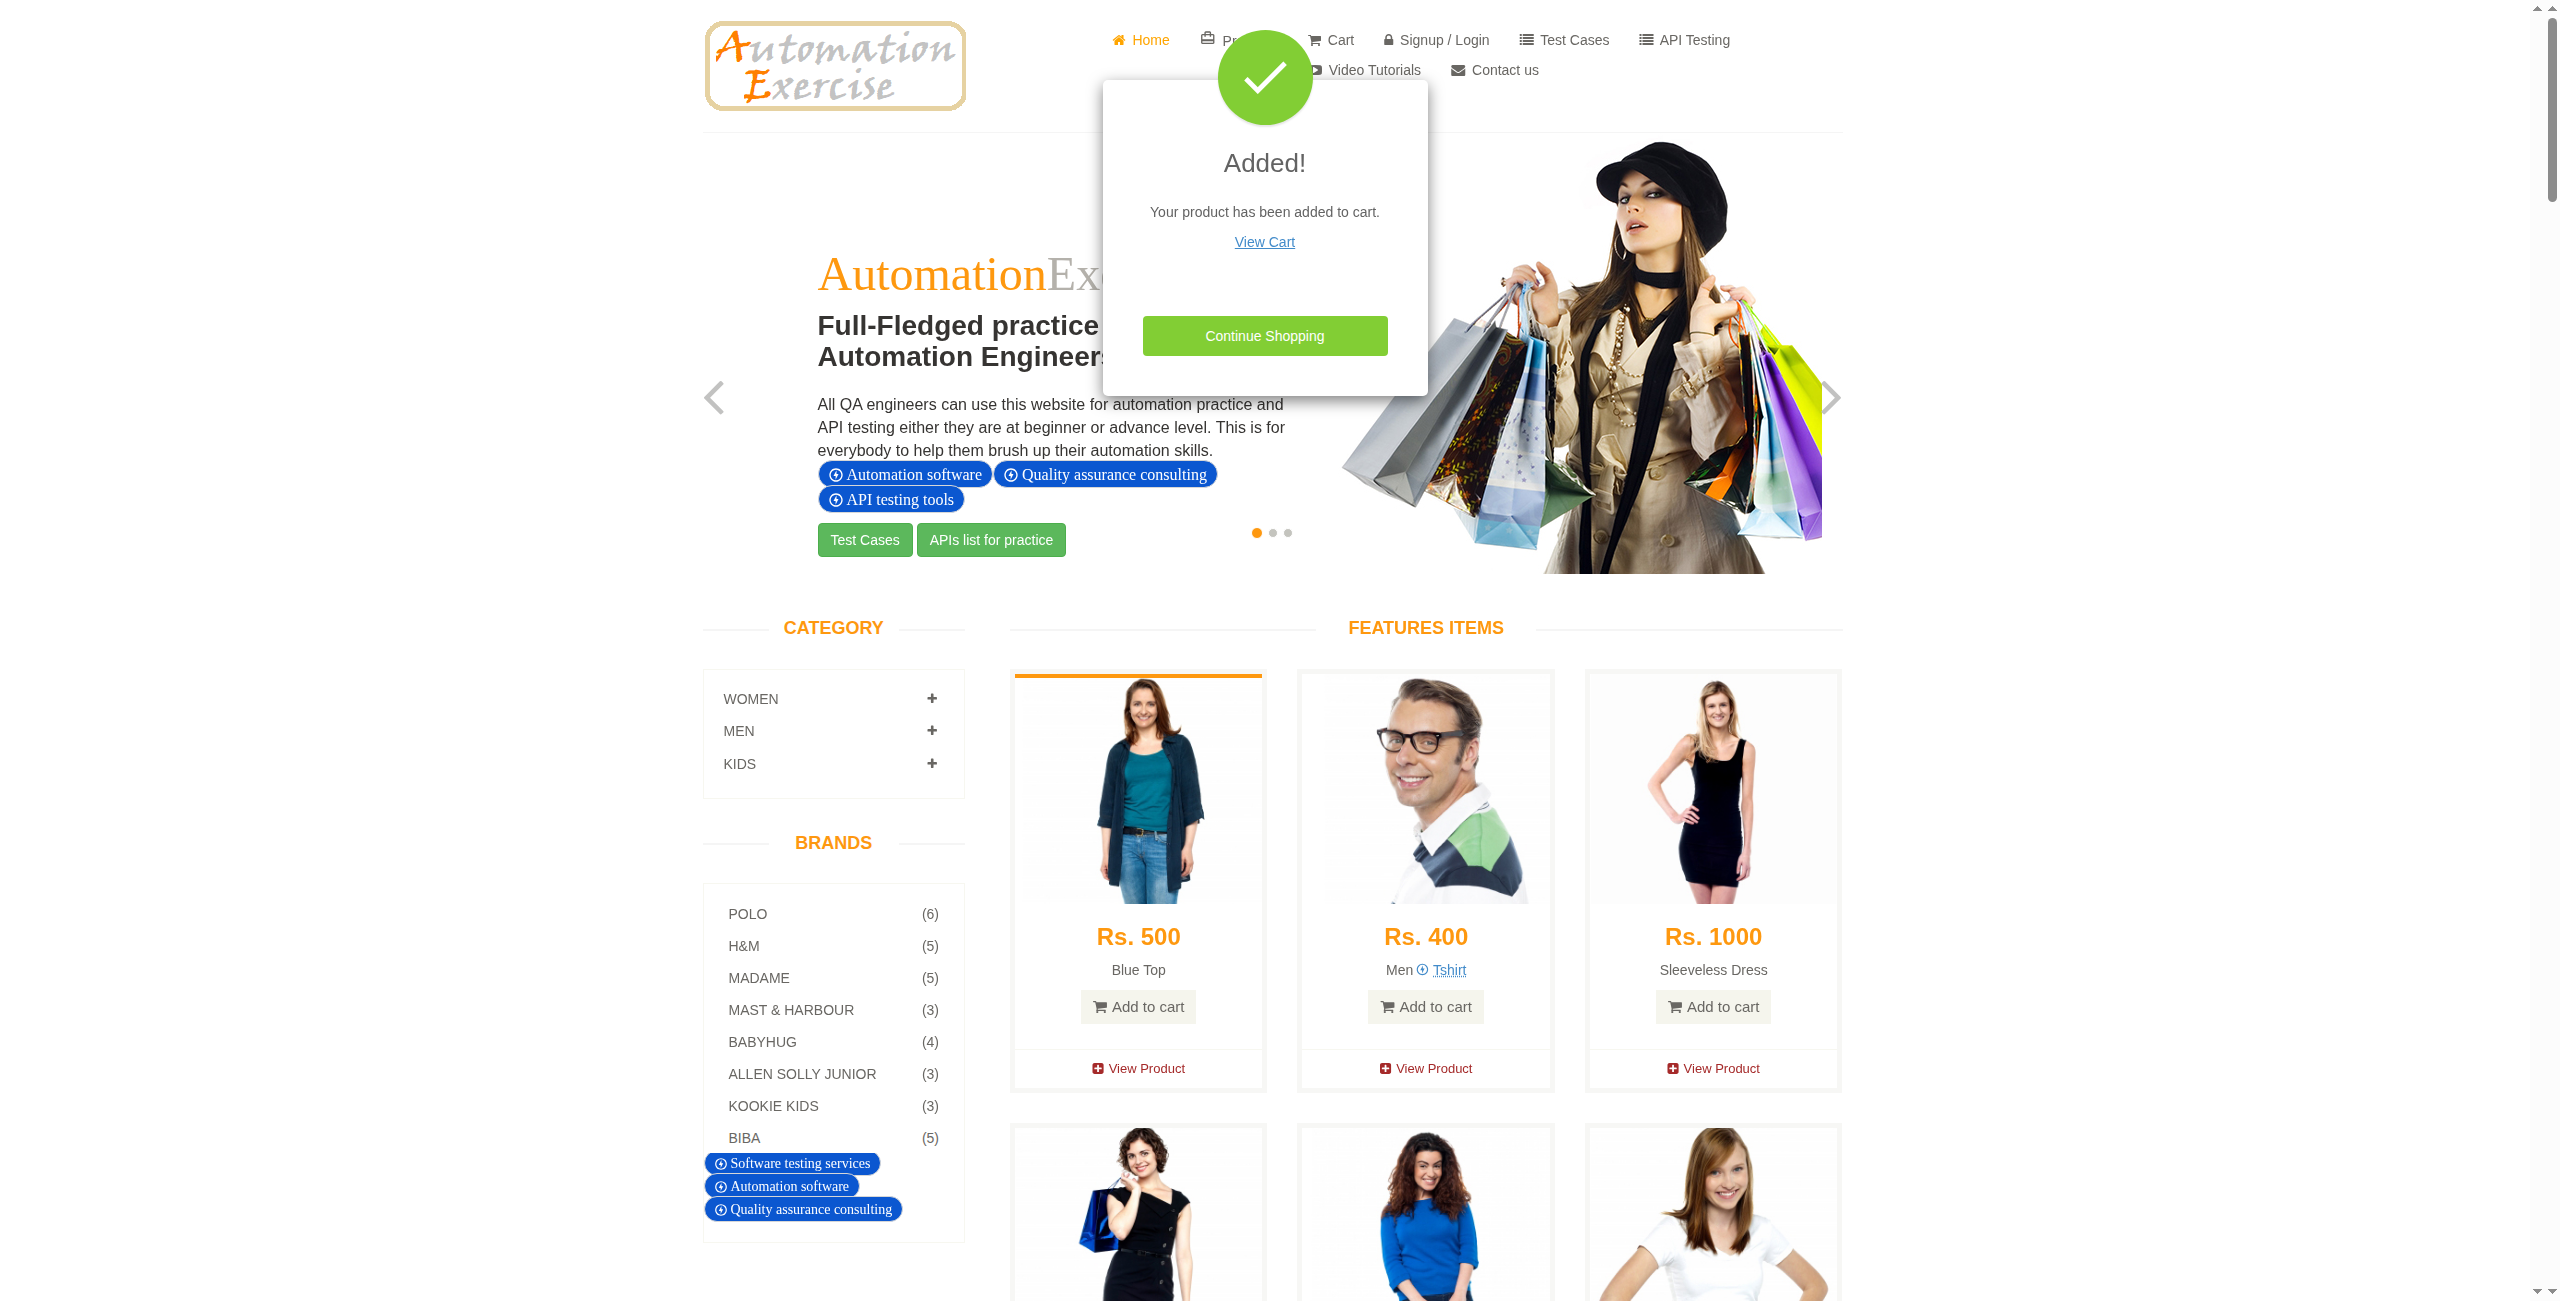 Automation
Exercise
Home
Cart
Signup / Login
Test Cases
API Testing
Video Tutorials
Contact us
Added!
Your product has been added to cart.
View Cart
Continue Shopping
Automation
Full-Fledged practice
Automation
All QA engineers can use this website for automation practice and
API testing either they are at beginner or advance level. This is for
everybody to help them brush up their automation skills.
Automation software Quality assurance consulting
API testing tools
Test Cases APIs list for practice
CATEGORY
WOMEN
MEN
KIDS
BRANDS
POLO (6)
H&M (5)
MADAME (5)
MAST & HARBOUR (3)
BABYHUG (4)
ALLEN SOLLY JUNIOR (3)
KOOKIE KIDS (3)
BIBA (5)
Software testing services
Automation software
Quality assurance consulting
FEATURES ITEMS
Rs. 500
Blue Top
Add to cart
View Product
Rs. 400
Men Tshirt
Add to cart
View Product
Rs. 1000
Sleeveless Dress
Add to cart
View Product